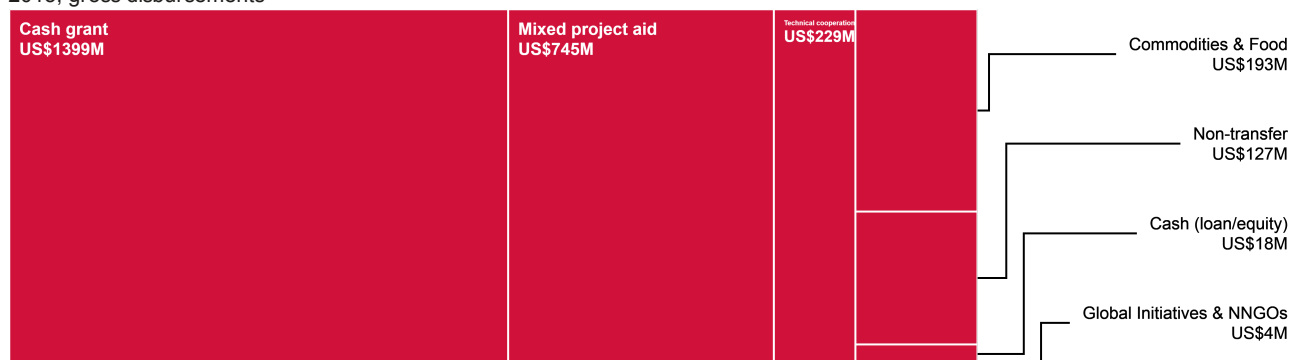 Cash grant
US$1399M
Mixed project aid
US$745M
Technical cooperation
US$229M
Commodities & Food
US$193M
Non-transfer
US$127M
Cash (loan/equity)
US$18M
Global Initiatives & NNGOs
US$4M